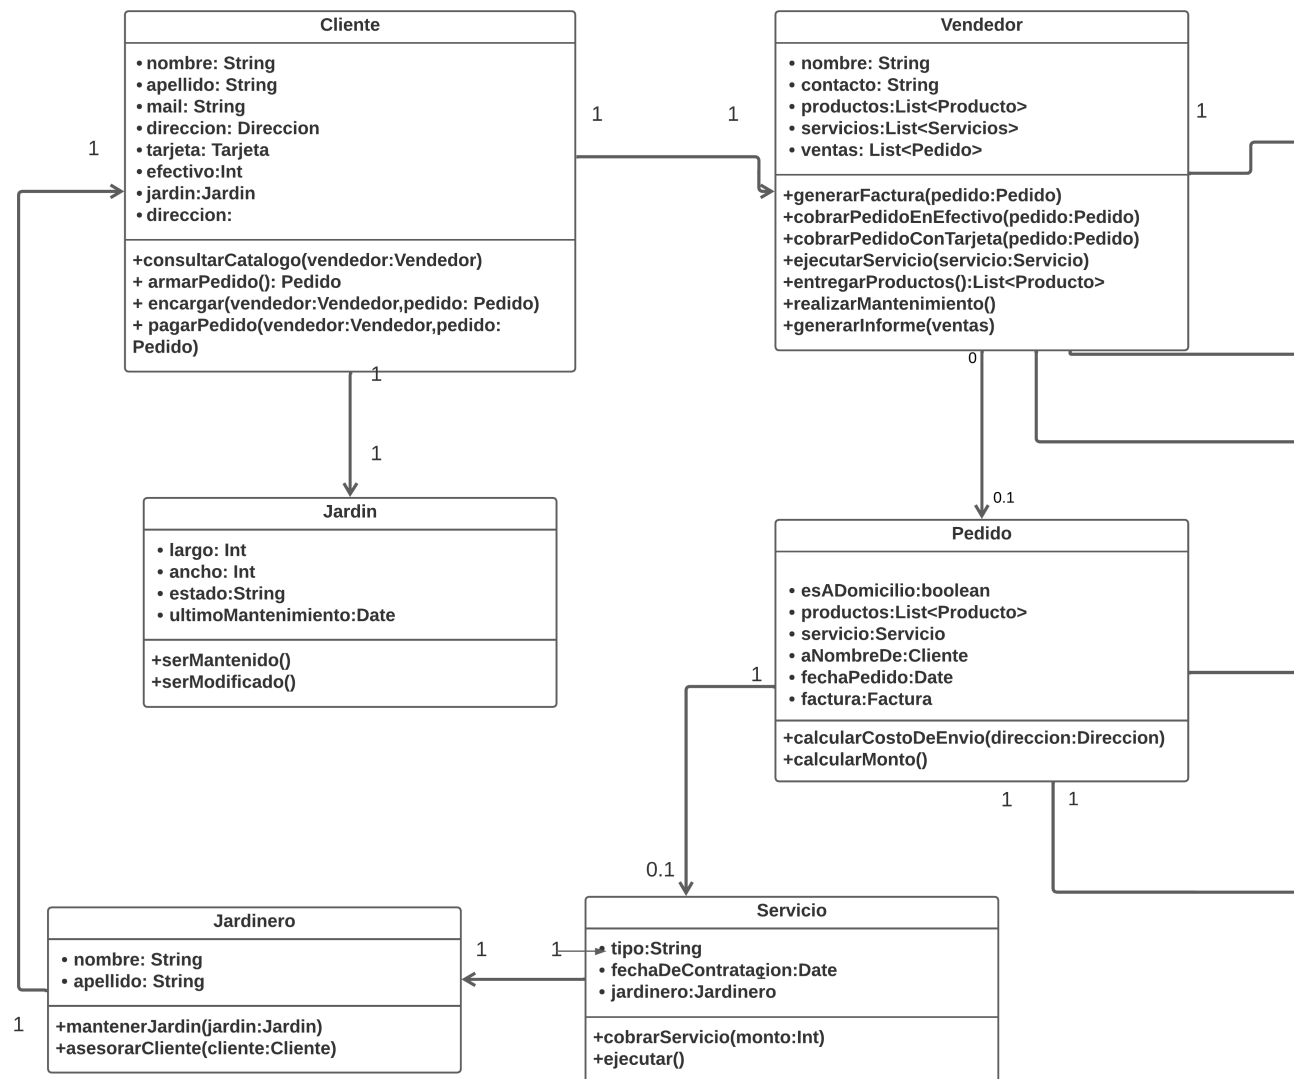 Cliente
• nombre: String
• apellido: String
• mail: String
• direccion: Direccion
• tarjeta: Tarjeta
• efectivo:Int
• jardin:Jardin
• direccion:
+consultarCatalogo(vendedor:Vendedor)
+ armarPedido(): Pedido
+ encargar(vendedor:Vendedor,pedido: Pedido)
+ pagarPedido(vendedor:Vendedor,pedido:
Pedido)
1
1
1
Vendedor
• nombre: String
• contacto: String
• productos:List<Producto>
• servicios:List<Servicios>
• ventas: List<Pedido>
+generarFactura(pedido:Pedido)
+cobrarPedidoEnEfectivo(pedido:Pedido)
+cobrarPedidoConTarjeta(pedido:Pedido)
+ejecutarServicio(servicio:Servicio)
+entregarProductos():List<Producto>
+realizarMantenimiento()
+generarInforme(ventas)
1
0
0.1
1
1
Jardin
• largo: Int
• ancho: Int
• estado:String
• ultimoMantenimiento:Date
+serMantenido()
+serModificado()
Pedido
• esADomicilio:boolean
• productos:List<Producto>
• servicio:Servicio
• aNombreDe:Cliente
• fechaPedido:Date
• factura:Factura
+calcularCostoDeEnvio(direccion:Direccion)
+calcularMonto()
1
1
1
0.1
Jardinero
• nombre: String
• apellido: String
+mantenerJardin(jardin:Jardin)
+asesorarCliente(cliente:Cliente)
1
1
1
Servicio
• tipo:String
• fechaDeContratacion:Date
• jardinero:Jardinero
+cobrarServicio(monto:Int)
+ejecutar()